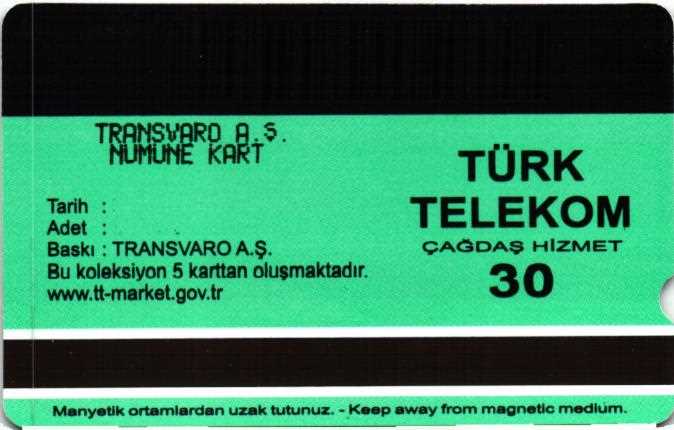 TRANSVARO A.Ş.
NUMUNE KART
Tarih :
Adet :
Baskı : TRANSVARO A.Ş.
Bu koleksiyon 5 karttan oluşmaktadır.
www.tt-market.gov.tr
TÜRK
TELEKOM
ÇAĞDAŞ HİZMET
30
Manyetik ortamlardan uzak tutunuz. - Keep away from magnetic medium.